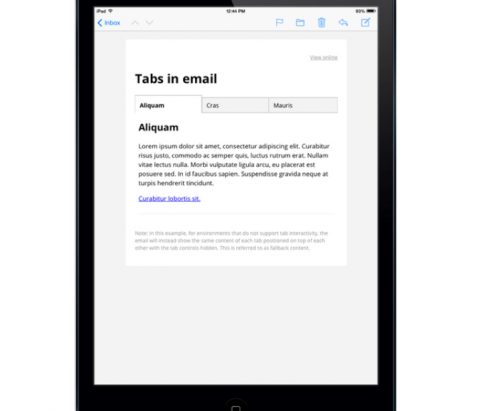 iPad
12:44 PM
93%
Inbox
View online
Tabs in email
Aliquam
Cras
Mauris
Aliquam
Lorem ipsum dolor sit amet, consectetur adipiscing elit. Curabitur
risus justo, commodo ac semper quis, luctus rutrum erat. Nullam
vitae lectus nulla. Morbi vulputate ligula arcu, eu placerat est
posuere sed. In id faucibus sapien. Suspendisse gravida neque at
turpis hendrerit tincidunt.
Curabitur lobortis sit.
Note: In this example, for environments that do not support tab interactivity, the
email will instead show the same content of each tab positioned on top of each
other with the tab controls hidden. This is referred to as fallback content.